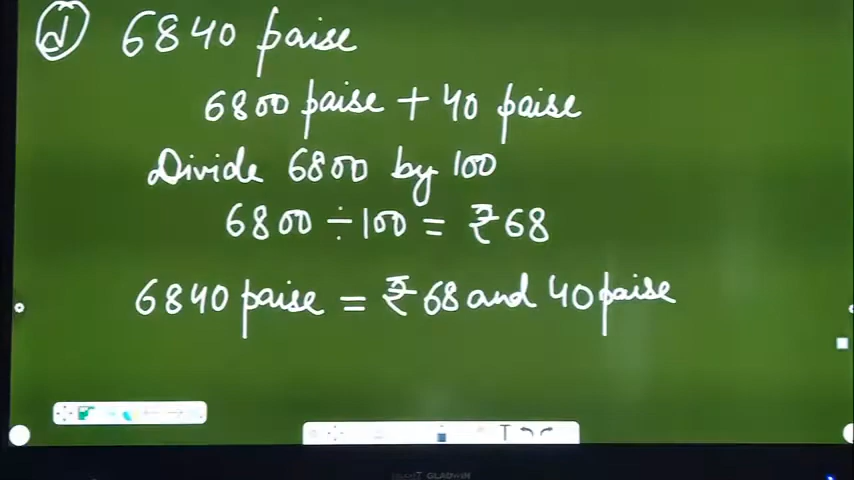 d 6840 paise
6800 paise + 40 paise
Divide 6800 by 100
6800 ÷ 100 = ₹68
6840 paise = ₹68 and 40 paise
T